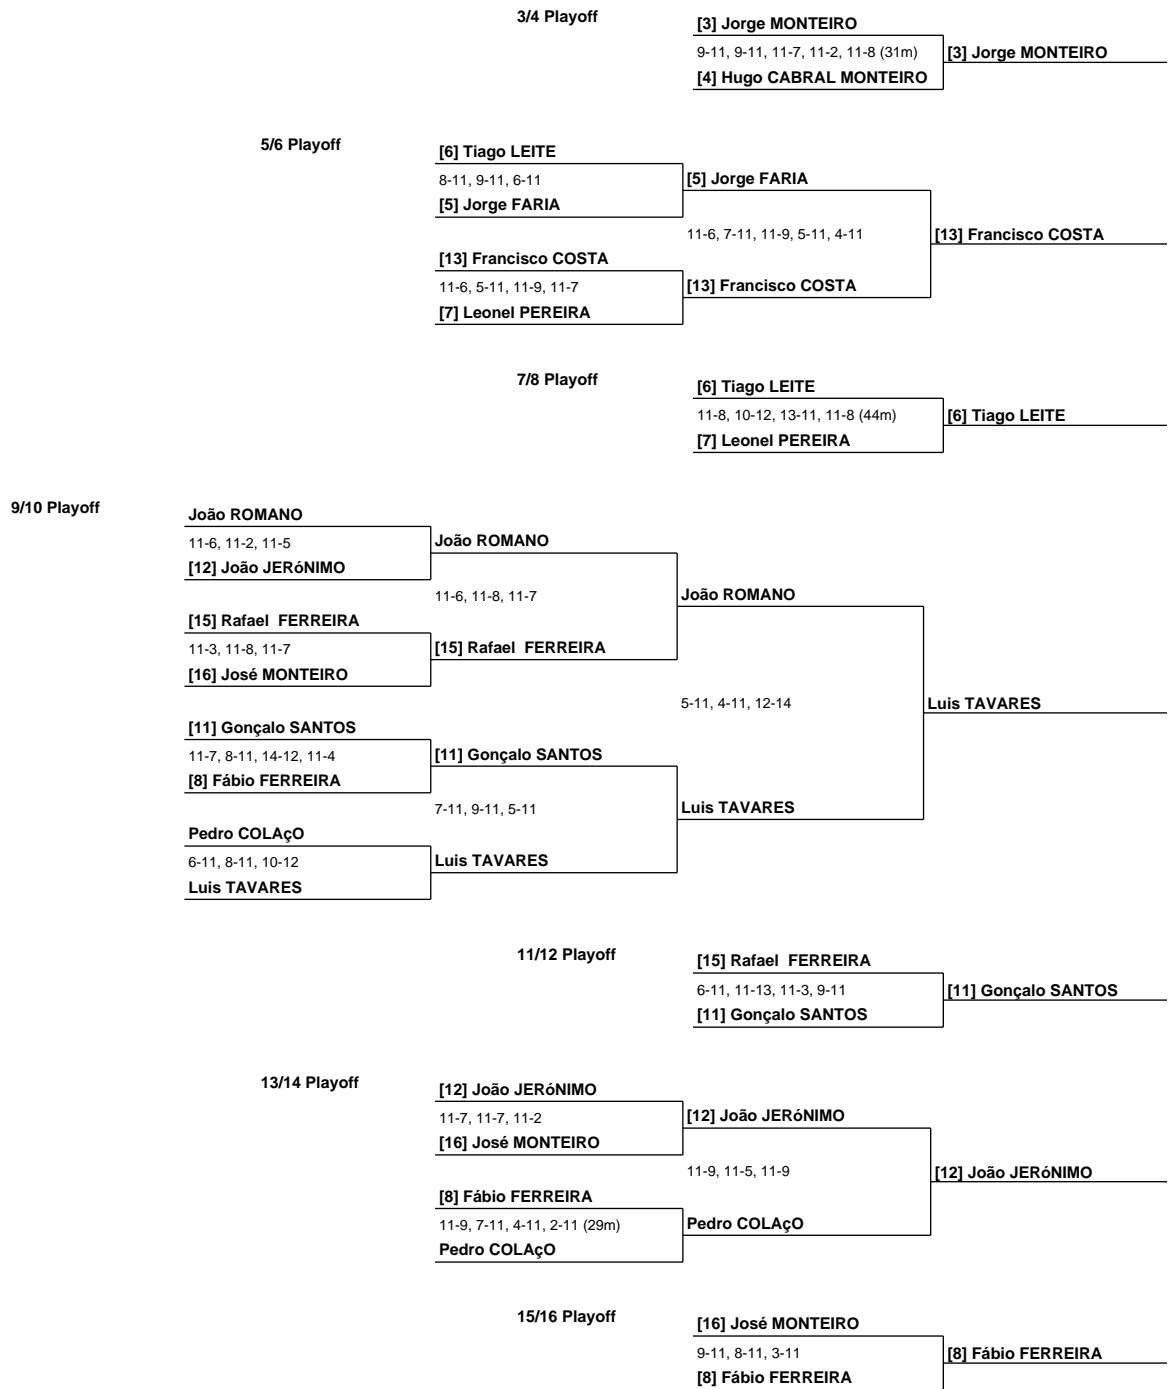 3/4 Playoff
[3] Jorge MONTEIRO
9-11, 9-11, 11-7, 11-2, 11-8 (31m)
[3] Jorge MONTEIRO
[4] Hugo CABRAL MONTEIRO
5/6 Playoff
[6] Tiago LEITE
8-11, 9-11, 6-11
[5] Jorge FARIA
[5] Jorge FARIA
11-6, 7-11, 11-9, 5-11, 4-11
[13] Francisco COSTA
[13] Francisco COSTA
11-6, 5-11, 11-9, 11-7
[13] Francisco COSTA
[7] Leonel PEREIRA
7/8 Playoff
[6] Tiago LEITE
11-8, 10-12, 13-11, 11-8 (44m)
[6] Tiago LEITE
[7] Leonel PEREIRA
9/10 Playoff
João ROMANO
11-6, 11-2, 11-5
João ROMANO
[12] João JERóNIMO
11-6, 11-8, 11-7
João ROMANO
[15] Rafael  FERREIRA
11-3, 11-8, 11-7
[15] Rafael  FERREIRA
[16] José MONTEIRO
5-11, 4-11, 12-14
Luis TAVARES
[11] Gonçalo SANTOS
11-7, 8-11, 14-12, 11-4
[11] Gonçalo SANTOS
[8] Fábio FERREIRA
7-11, 9-11, 5-11
Luis TAVARES
Pedro COLAçO
6-11, 8-11, 10-12
Luis TAVARES
Luis TAVARES
11/12 Playoff
[15] Rafael  FERREIRA
6-11, 11-13, 11-3, 9-11
[11] Gonçalo SANTOS
[11] Gonçalo SANTOS
13/14 Playoff
[12] João JERóNIMO
11-7, 11-7, 11-2
[12] João JERóNIMO
[16] José MONTEIRO
11-9, 11-5, 11-9
[12] João JERóNIMO
[8] Fábio FERREIRA
11-9, 7-11, 4-11, 2-11 (29m)
Pedro COLAçO
Pedro COLAçO
15/16 Playoff
[16] José MONTEIRO
9-11, 8-11, 3-11
[8] Fábio FERREIRA
[8] Fábio FERREIRA